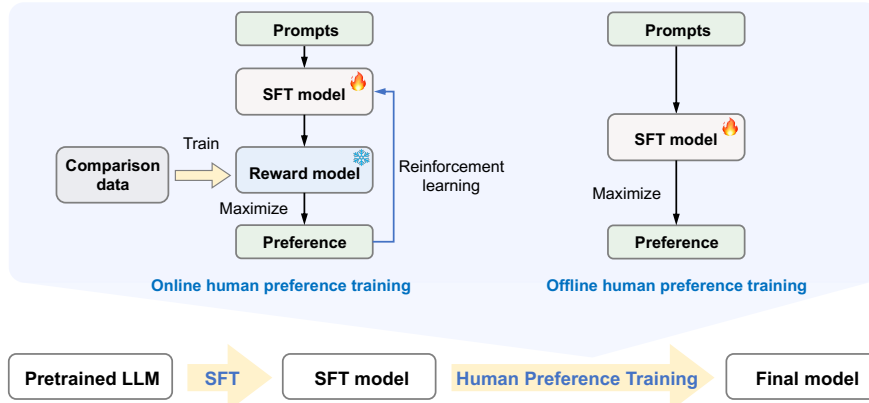 Prompts
SFT model
Train
Comparison
data
Reward model
Reinforcement
learning
Maximize
Preference
Online human preference training
Prompts
SFT model
Maximize
Preference
Offline human preference training
Pretrained LLM
SFT
SFT model
Human Preference Training
Final model